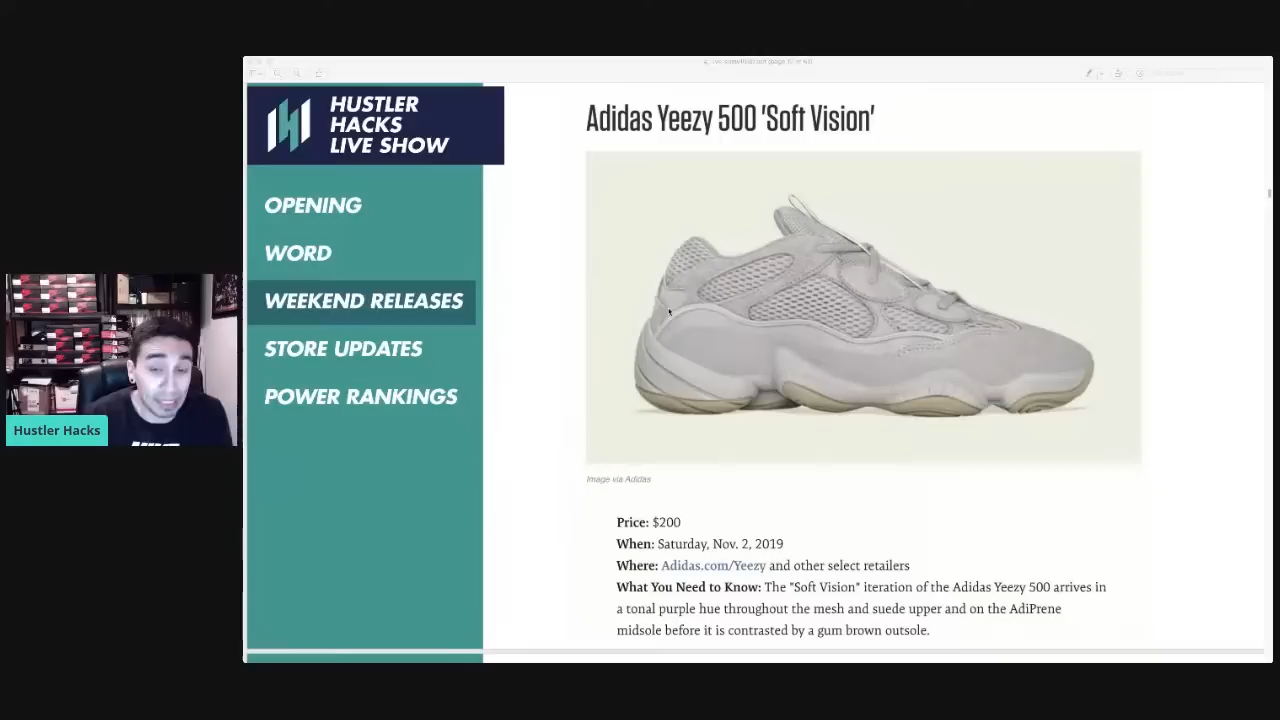 HUSTLER
HACKS
LIVE SHOW
OPENING
WORD
WEEKEND RELEASES
STORE UPDATES
POWER RANKINGS
Hustler Hacks
Adidas Yeezy 500 'Soft Vision'
Image via Adidas
Price: $200
When: Saturday, Nov. 2, 2019
Where: Adidas.com/Yeezy and other select retailers
What You Need to Know: The "Soft Vision" iteration of the Adidas Yeezy 500 arrives in
a tonal purple hue throughout the mesh and suede upper and on the AdiPrene
midsole before it is contrasted by a gum brown outsole.